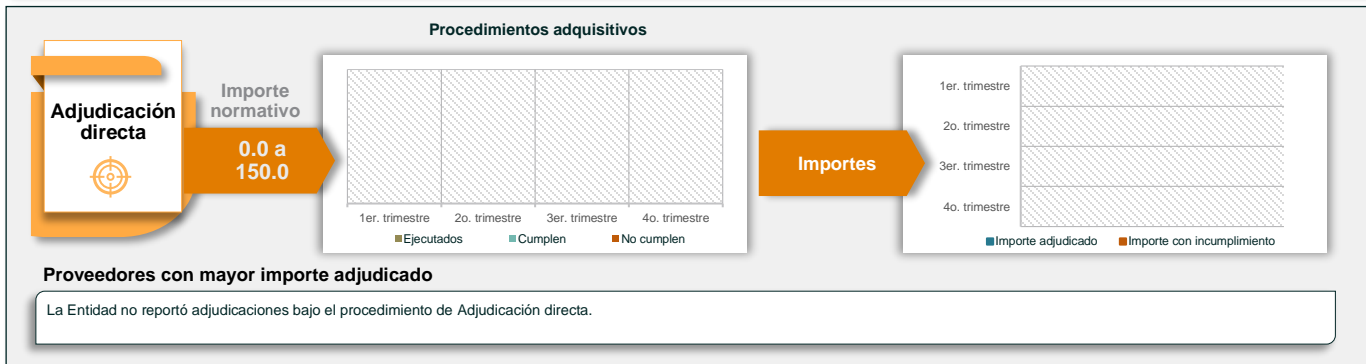 Procedimientos adquisitivos
Adjudicación
directa
Importe
normativo
0.0 a
150.0
1er. trimestre 2o. trimestre 3er. trimestre 4o. trimestre
Ejecutados Cumplen No cumplen
Importes
1er. trimestre
2o. trimestre
3er. trimestre
4o. trimestre
Importe adjudicado Importe con incumplimiento
Proveedores con mayor importe adjudicado
La Entidad no reportó adjudicaciones bajo el procedimiento de Adjudicación directa.